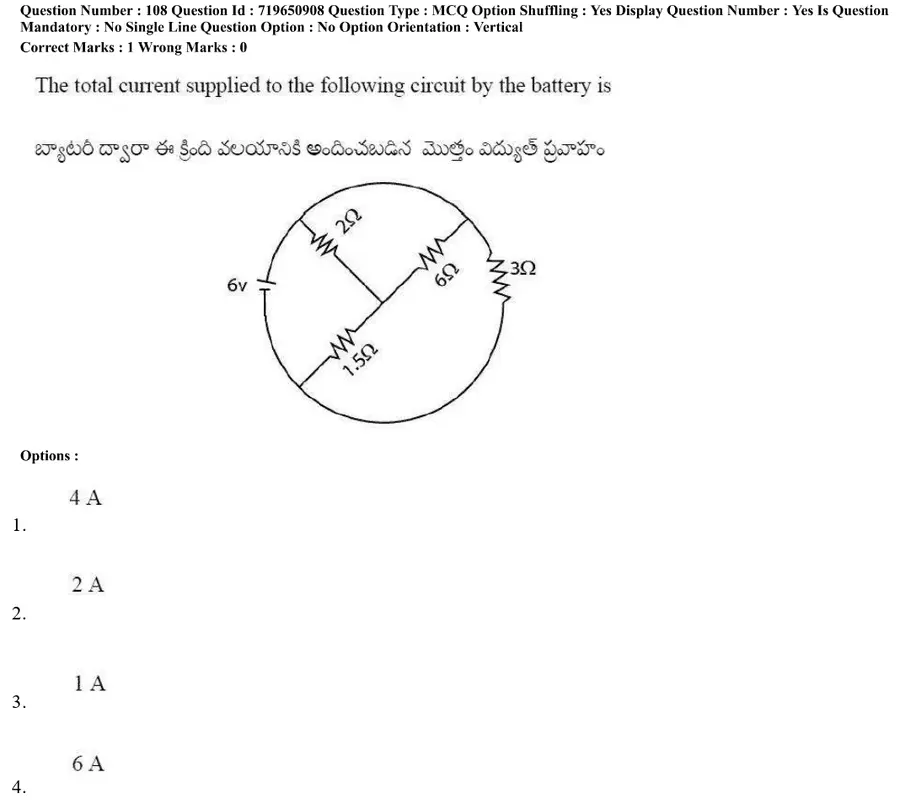 Question Number : 108 Question Id : 719650908 Question Type : MCQ Option Shuffling : Yes Display Question Number : Yes Is Question
Mandatory : No Single Line Question Option : No Option Orientation : Vertical
Correct Marks : 1 Wrong Marks : 0
The total current supplied to the following circuit by the battery is
బ్యాటరీ ద్వారా ఈ క్రింది వలయానికి అందించబడిన మొత్తం విద్యుత్ ప్రవాహం
2Ω
6Ω
3Ω
6v
1.5Ω
Options :
4 A
1.
2 A
2.
1 A
3.
6 A
4.